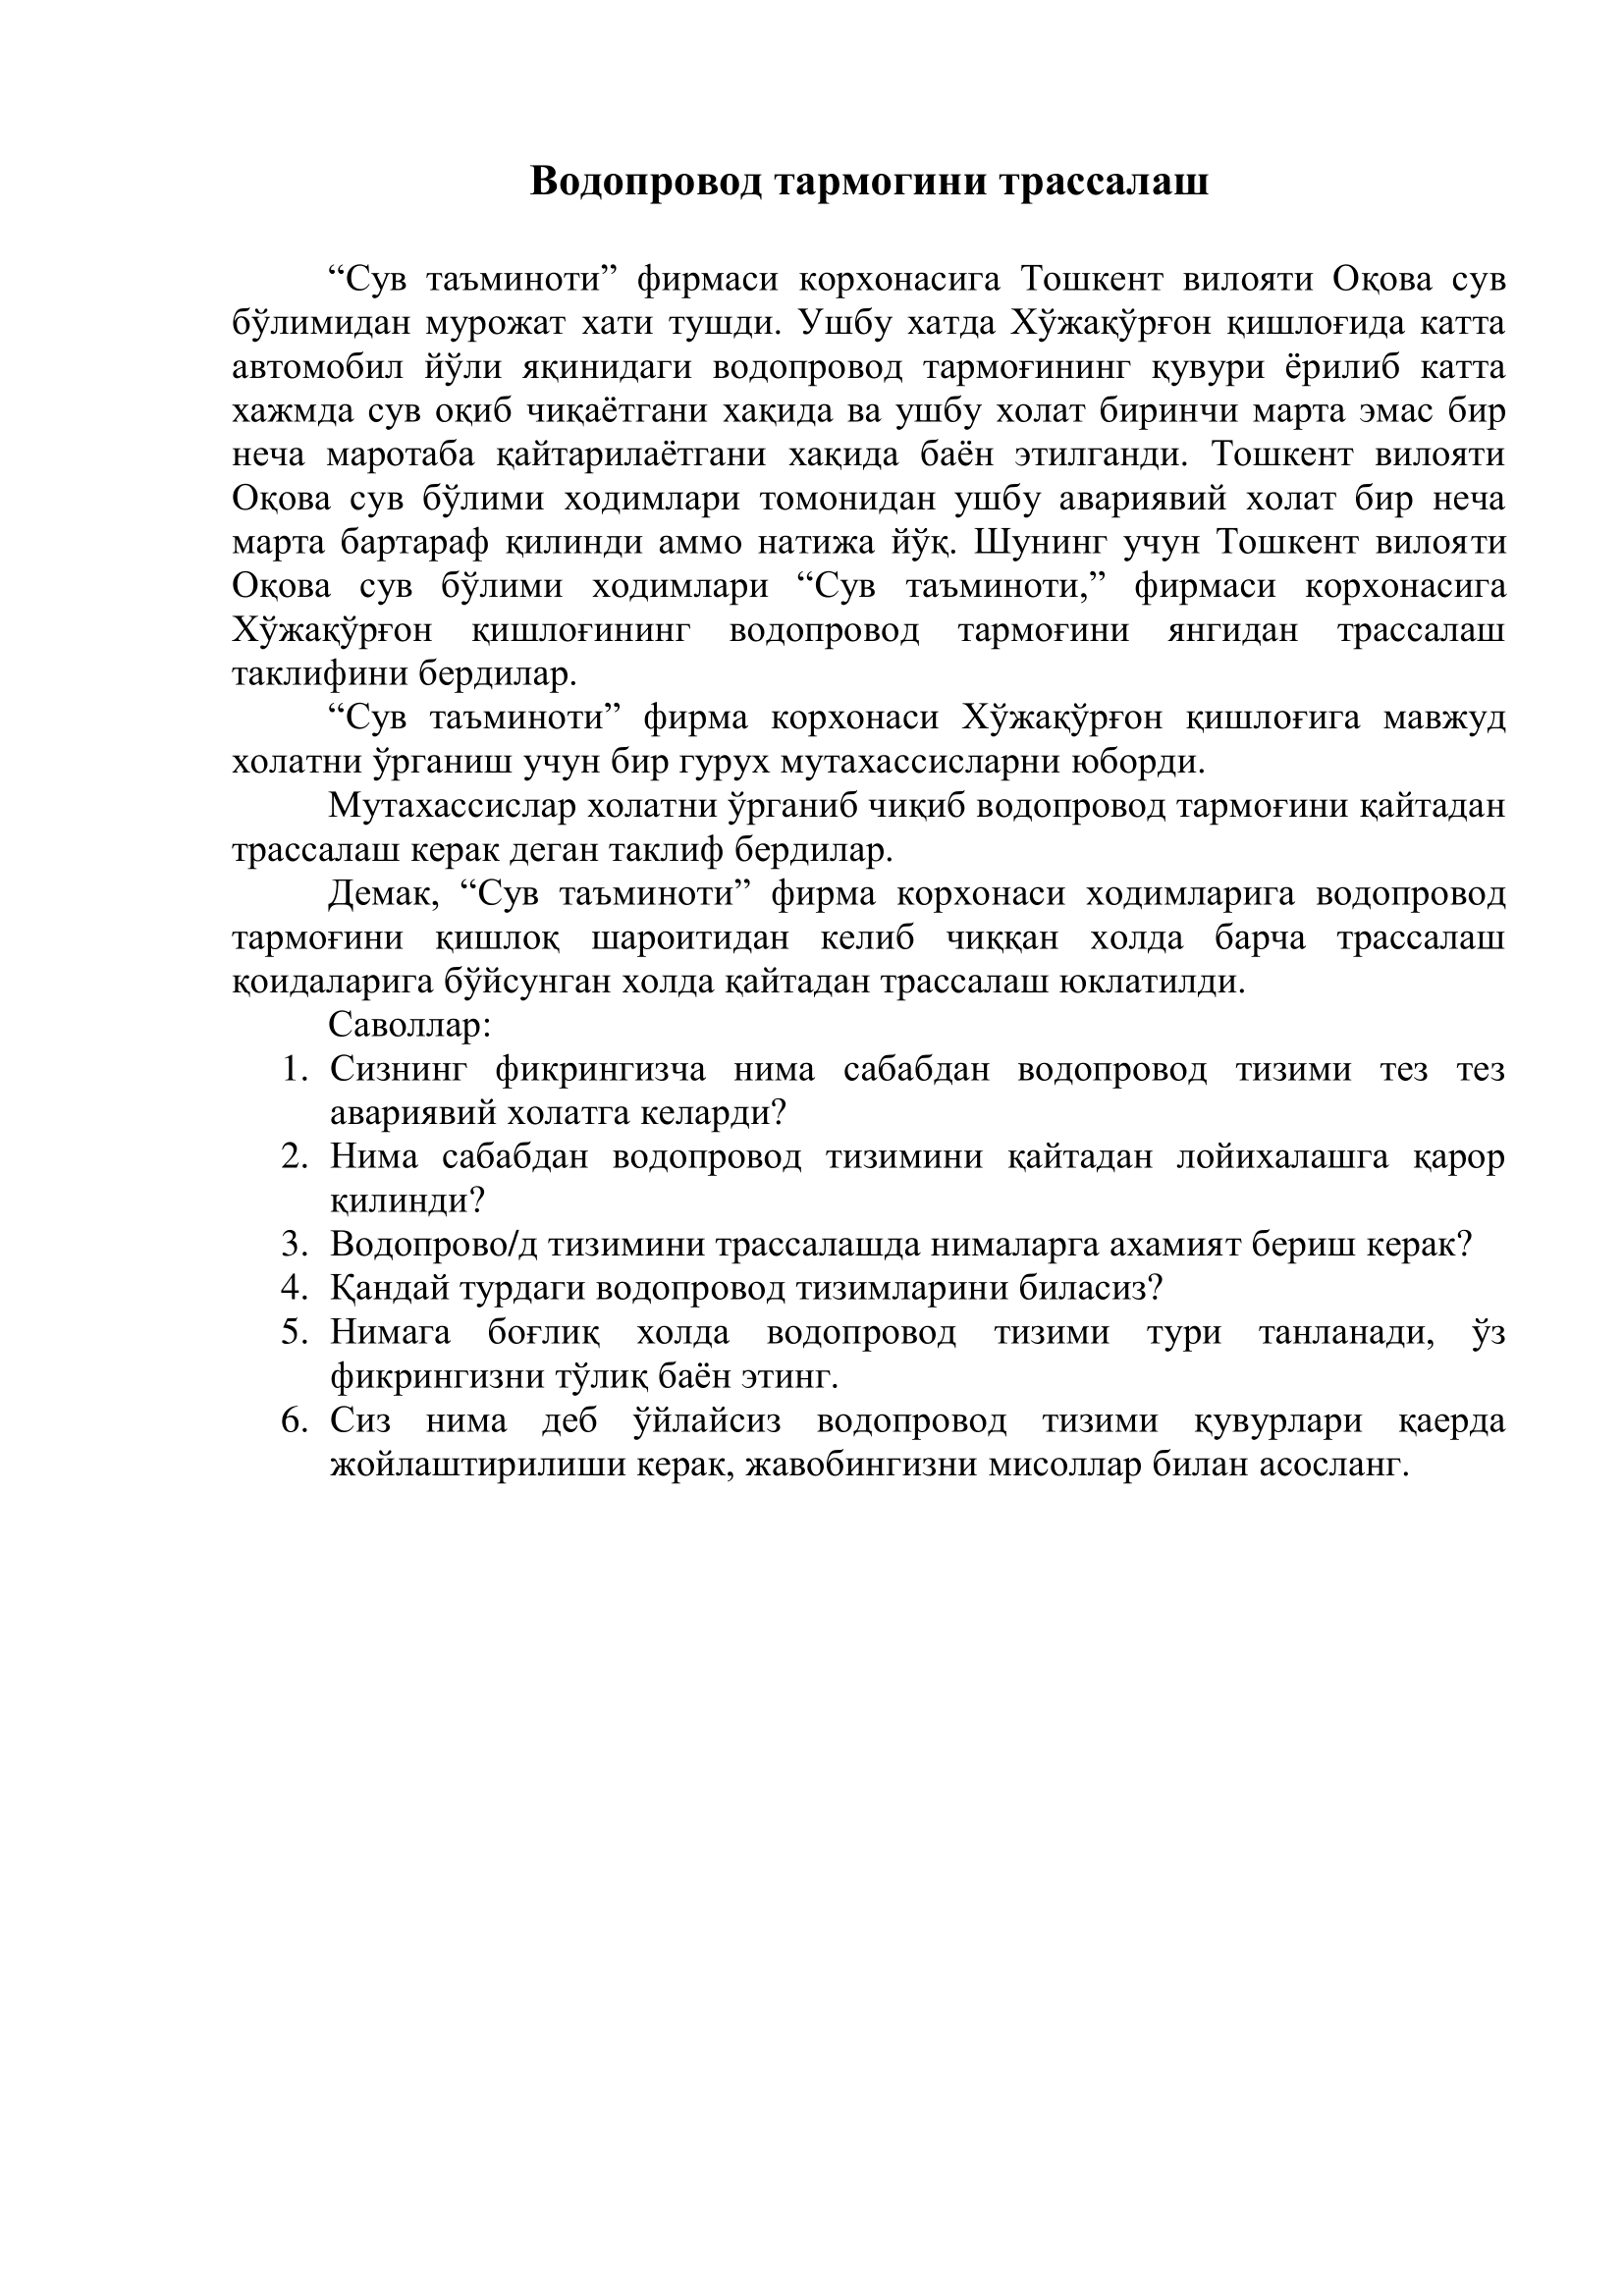 Водопровод тармогини трассалаш
“Сув таъминоти” фирмаси корхонасига Тошкент вилояти Оқова сув
бўлимидан мурожат хати тушди. Ушбу хатда Хўжақўрғон қишлоғида катта
автомобил йўли яқинидаги водопровод тармоғининг қувури ёрилиб катта
хажмда сув оқиб чиқаётгани хақида ва ушбу холат биринчи марта эмас бир
неча маротаба қайтарилаётгани хақида баён этилганди. Тошкент вилояти
Оқова сув бўлими ходимлари томонидан ушбу авариявий холат бир неча
марта бартараф қилинди аммо натижа йўқ. Шунинг учун Тошкент вилояти
Оқова сув бўлими ходимлари “Сув таъминоти,” фирмаси корхонасига
Хўжақўрғон қишлоғининг водопровод тармоғини янгидан трассалаш
таклифини бердилар.
“Сув таъминоти” фирма корхонаси Хўжақўрғон қишлоғига мавжуд
холатни ўрганиш учун бир гурух мутахассисларни юборди.
Мутахассислар холатни ўрганиб чиқиб водопровод тармоғини қайтадан
трассалаш керак деган таклиф бердилар.
Демак, “Сув таъминоти” фирма корхонаси ходимларига водопровод
тармоғини қишлоқ шароитидан келиб чиққан холда барча трассалаш
қоидаларига бўйсунган холда қайтадан трассалаш юклатилди.
Саволлар:
1. Сизнинг фикрингизча нима сабабдан водопровод тизими тез тез
авариявий холатга келарди?
2. Нима сабабдан водопровод тизимини қайтадан лойихалашга қарор
қилинди?
3. Водопрово/д тизимини трассалашда нималарга ахамият бериш керак?
4. Қандай турдаги водопровод тизимларини биласиз?
5. Нимага боғлиқ холда водопровод тизими тури танланади, ўз
фикрингизни тўлиқ баён этинг.
6. Сиз нима деб ўйлайсиз водопровод тизими қувурлари қаерда
жойлаштирилиши керак, жавобингизни мисоллар билан асосланг.